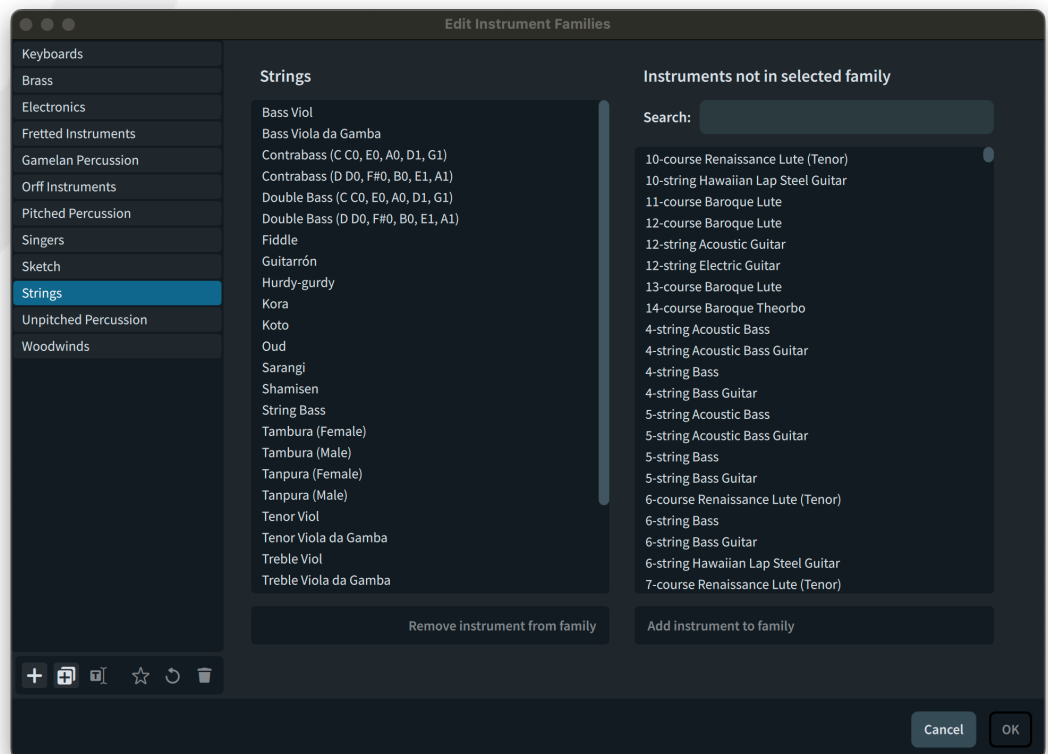 Edit Instrument Families
Keyboards
Brass
Electronics
Fretted Instruments
Gamelan Percussion
Orff Instruments
Pitched Percussion
Singers
Sketch
Strings
Unpitched Percussion
Woodwinds
Strings
Bass Viol
Bass Viola da Gamba
Contrabass (C C0, E0, A0, D1, G1)
Contrabass (D D0, F#0, B0, E1, A1)
Double Bass (C C0, E0, A0, D1, G1)
Double Bass (D D0, F#0, B0, E1, A1)
Fiddle
Guitarrón
Hurdy-gurdy
Kora
Koto
Oud
Sarangi
Shamisen
String Bass
Tambura (Female)
Tambura (Male)
Tanpura (Female)
Tanpura (Male)
Tenor Viol
Tenor Viola da Gamba
Treble Viol
Treble Viola da Gamba
Remove instrument from family
Instruments not in selected family
Search:
10-course Renaissance Lute (Tenor)
10-string Hawaiian Lap Steel Guitar
11-course Baroque Lute
12-course Baroque Lute
12-string Acoustic Guitar
12-string Electric Guitar
13-course Baroque Lute
14-course Baroque Theorbo
4-string Acoustic Bass
4-string Acoustic Bass Guitar
4-string Bass
4-string Bass Guitar
5-string Acoustic Bass
5-string Acoustic Bass Guitar
5-string Bass
5-string Bass Guitar
6-course Renaissance Lute (Tenor)
6-string Bass
6-string Bass Guitar
6-string Hawaiian Lap Steel Guitar
7-course Renaissance Lute (Tenor)
Add instrument to family
Cancel
OK